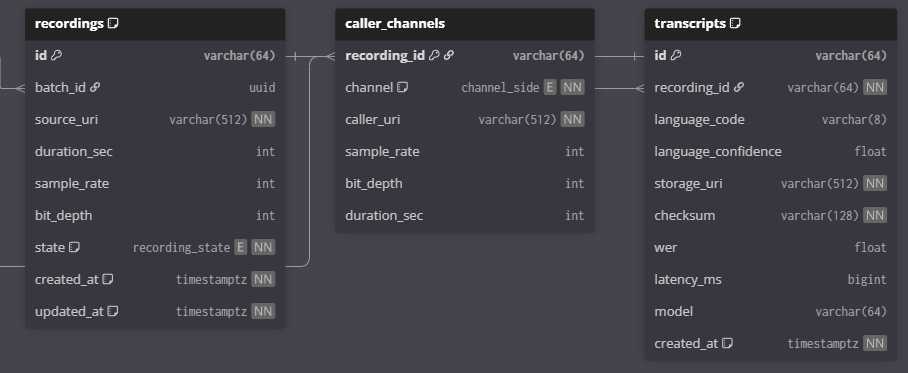 recordings
id varchar(64)
batch_id uuid
source_uri varchar(512) NN
duration_sec int
sample_rate int
bit_depth int
state recording_state E NN
created_at timestamptz NN
updated_at timestamptz NN
caller_channels
recording_id varchar(64)
channel channel_side E NN
caller_uri varchar(512) NN
sample_rate int
bit_depth int
duration_sec int
transcripts
id varchar(64)
recording_id varchar(64) NN
language_code varchar(8)
language_confidence float
storage_uri varchar(512) NN
checksum varchar(128) NN
wer float
latency_ms bigint
model varchar(64)
created_at timestamptz NN